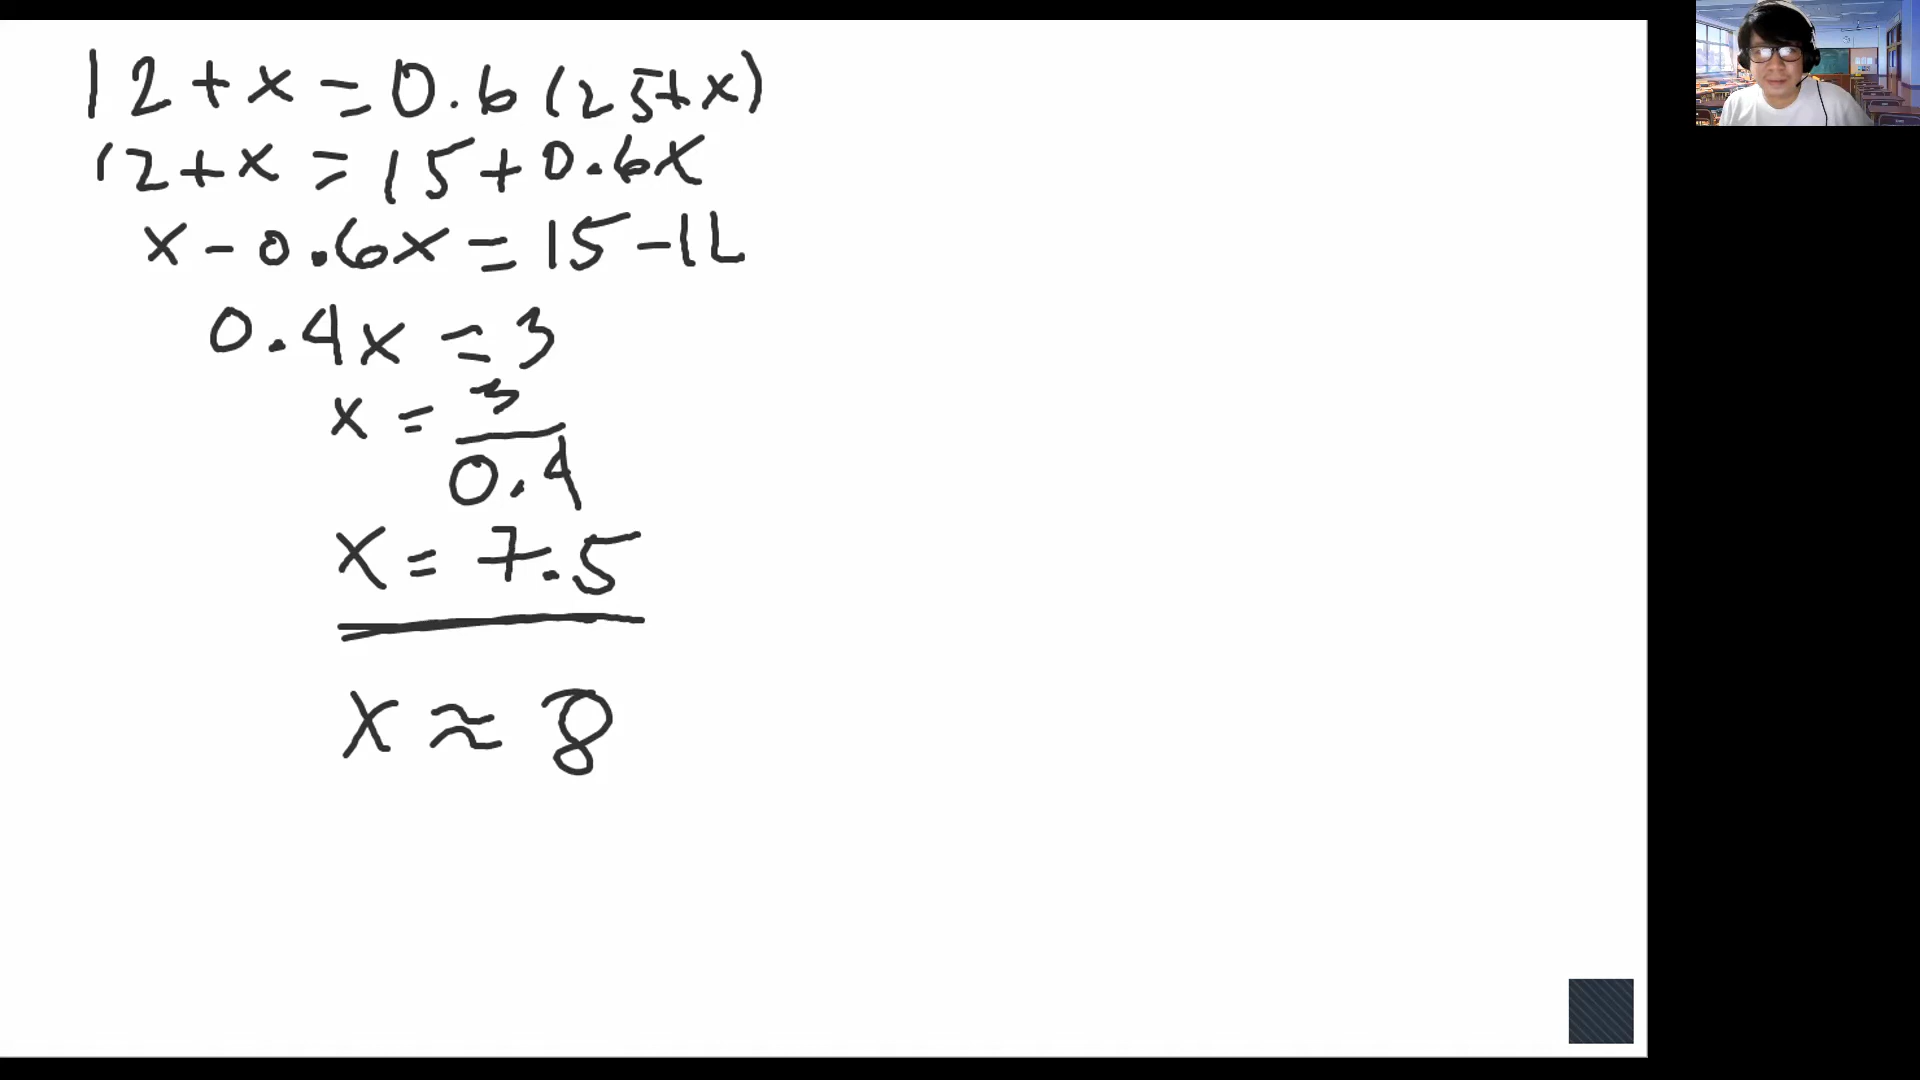 12+x=0.6(25+x)
12+x=15+0.6x
x-0.6x=15-12
0.4x=3
x=3/0.4
x=7.5
x≈8